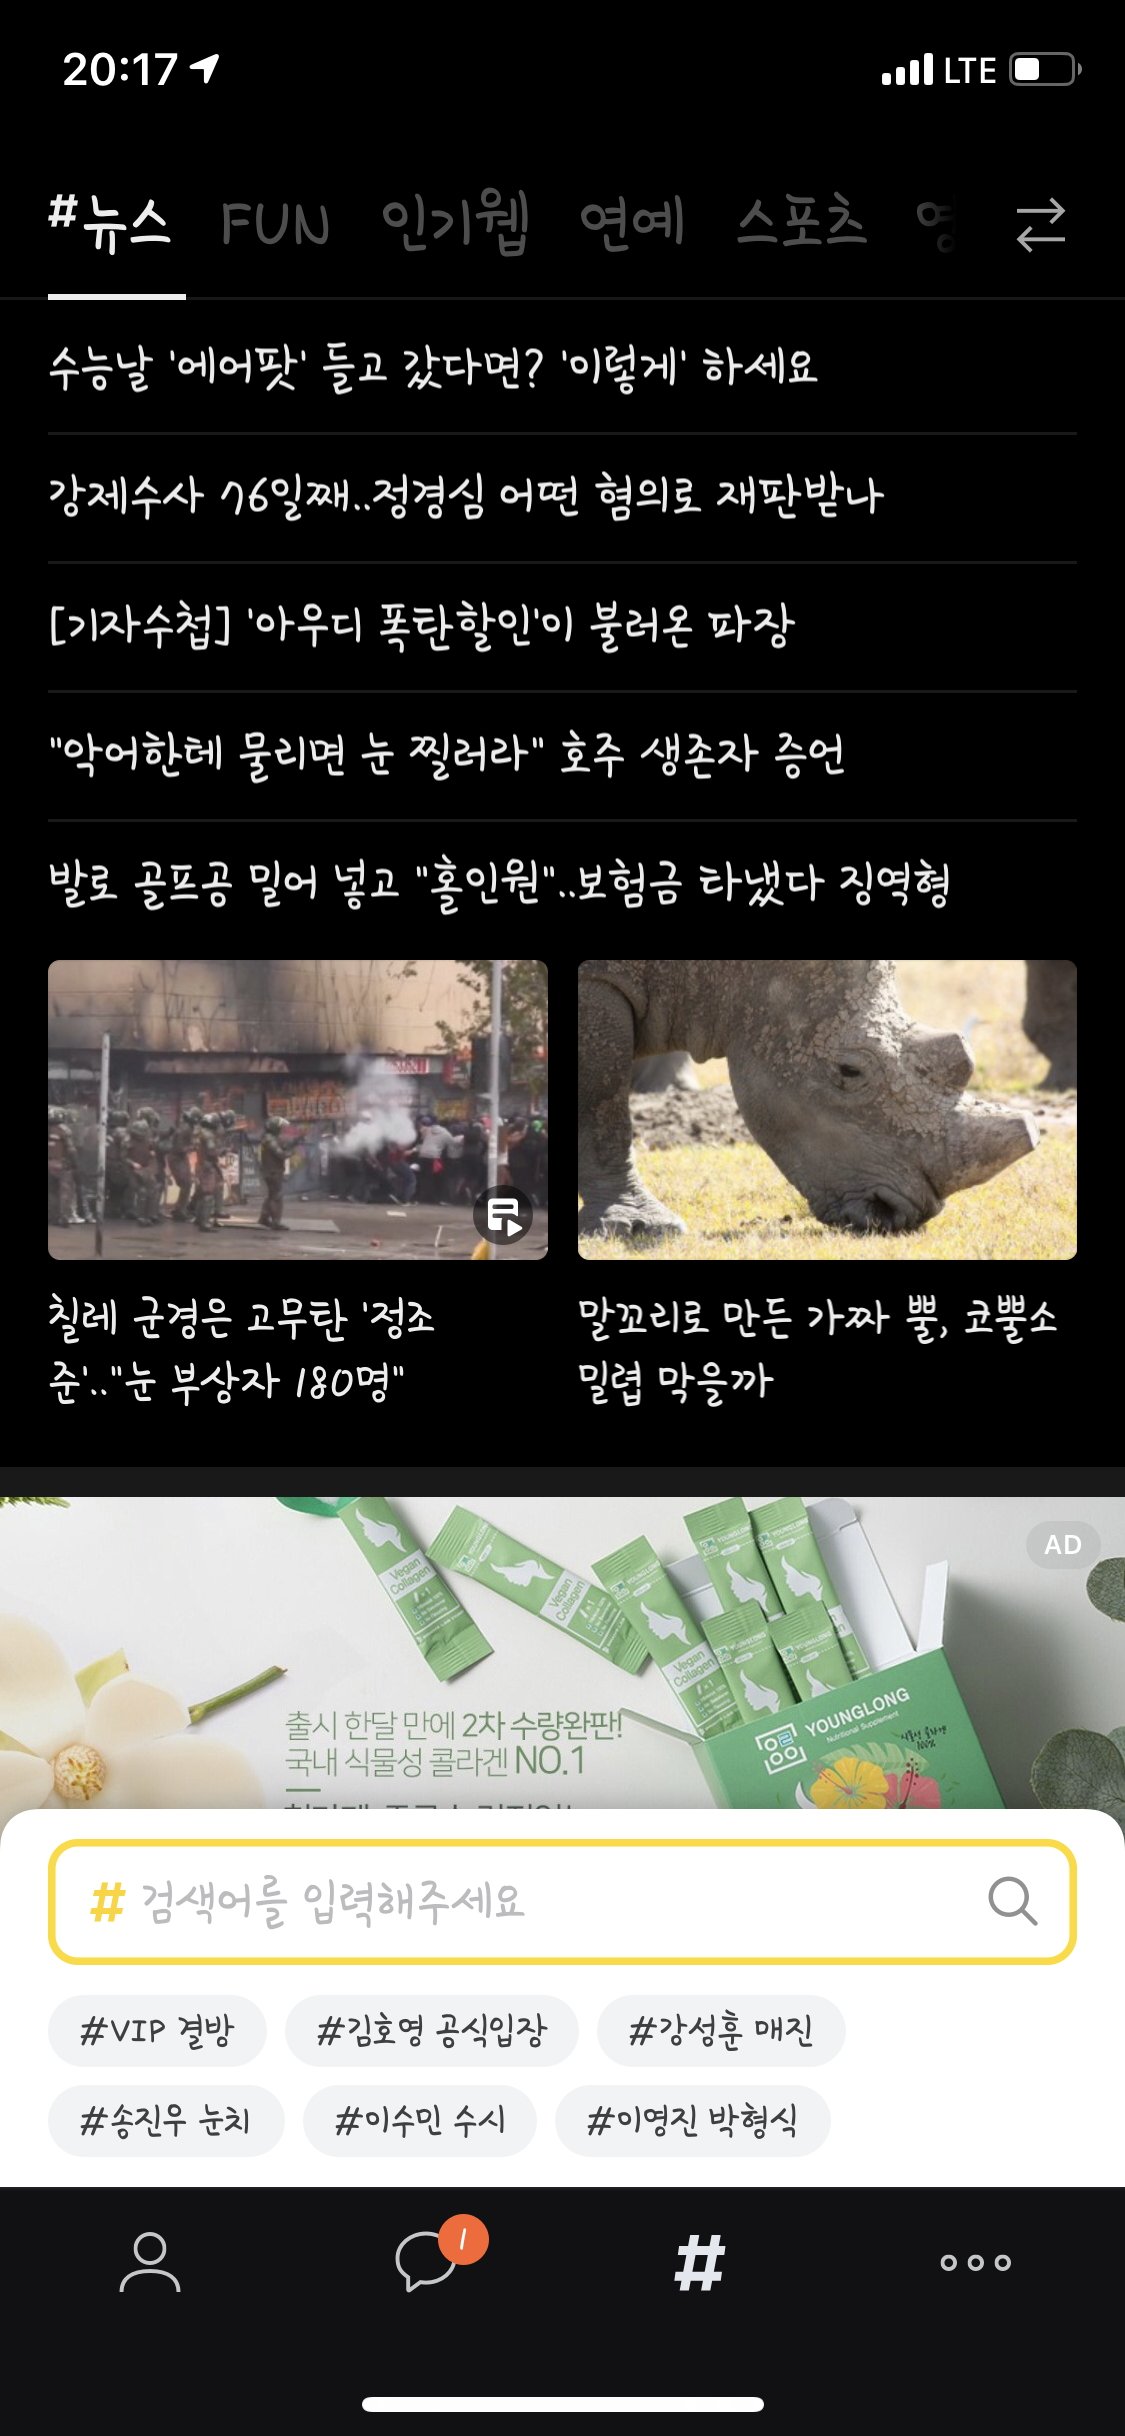 20:17
LTE
#뉴스 FUN 인기웹 연예 스포츠
수능날 '에어팟' 들고 갔다면? '이렇게' 하세요
강제수사 76일째..정경심 어떤 혐의로 재판받나
[기자수첩] '아우디 폭탄할인'이 불러온 파장
"악어한테 물리면 눈 찔러라" 호주 생존자 증언
발로 골프공 밀어 넣고 "홀인원"..보험금 타냈다 징역형
칠레 군경은 고무탄 '정조
준'.."눈 부상자 180명"
말꼬리로 만든 가짜 뿔, 코뿔소
밀렵 막을까
AD
Vegan
Collagen
Vegan
Collagen
Vegan
Collagen
YOUNGLONG
Nutritional Supplement
출시 한달 만에 2차 수량완판!
국내 식물성 콜라겐 NO.1
# 검색어를 입력해주세요
#VIP 결방
#김호영 공식입장
#강성훈 매진
#송진우 눈치
#이수민 수시
#이영진 박형식
1
#